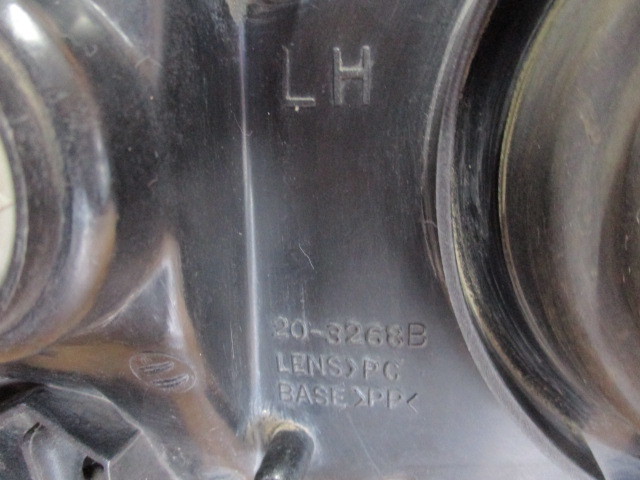 LH
20-3268B
LENS>PC
BASE>PP<